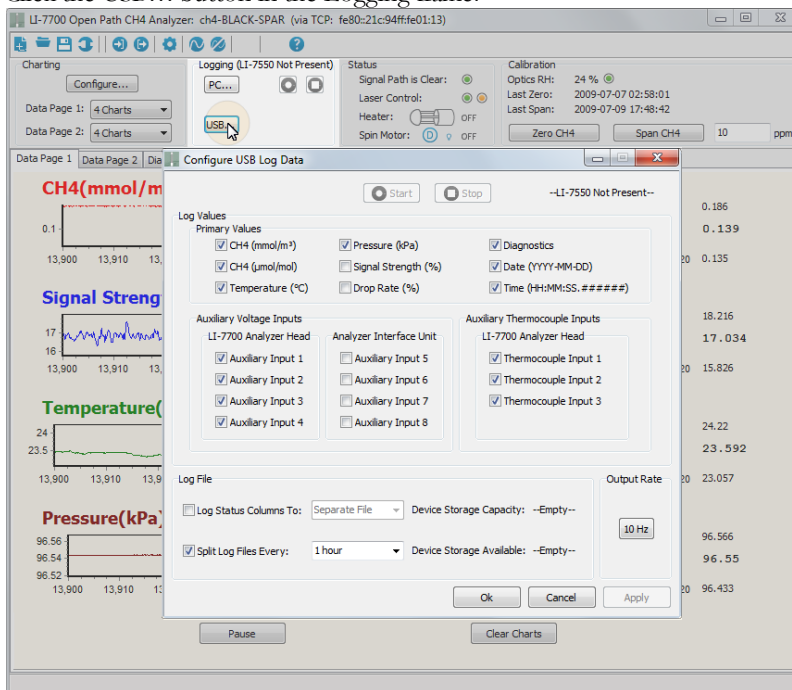 LI-7700 Open Path CH4 Analyzer: ch4-BLACK-SPAR (via TCP: fe80::21c:94ff:fe01:13)
Charting
Configure...
Data Page 1: 4 Charts
Data Page 2: 4 Charts
Logging (LI-7550 Not Present)
PC...
USB...
Status
Signal Path is Clear:
Laser Control:
Heater: OFF
Spin Motor: OFF
Calibration
Optics RH: 24 %
Last Zero: 2009-07-07 02:58:01
Last Span: 2009-07-09 17:48:42
Zero CH4 Span CH4 10 ppm
Data Page 1 Data Page 2 Dia
Configure USB Log Data
Start Stop --LI-7550 Not Present--
Log Values
Primary Values
CH4 (mmol/m³) Pressure (kPa) Diagnostics
CH4 (μmol/mol) Signal Strength (%) Date (YYYY-MM-DD)
Temperature (°C) Drop Rate (%) Time (HH:MM:SS.######)
Auxiliary Voltage Inputs
LI-7700 Analyzer Head
Auxiliary Input 1
Auxiliary Input 2
Auxiliary Input 3
Auxiliary Input 4
Analyzer Interface Unit
Auxiliary Input 5
Auxiliary Input 6
Auxiliary Input 7
Auxiliary Input 8
Auxiliary Thermocouple Inputs
LI-7700 Analyzer Head
Thermocouple Input 1
Thermocouple Input 2
Thermocouple Input 3
Log File
Log Status Columns To: Separate File Device Storage Capacity: --Empty--
Split Log Files Every: 1 hour Device Storage Available: --Empty--
Output Rate
10 Hz
Ok Cancel Apply
CH4(mmol/m
0.1
13,900 13,910 13,
0.186
0.139
20 0.135
Signal Streng
17
16
13,900 13,910 13,
18.216
17.034
20 15.826
Temperature(
24
23.5
13,900 13,910 13,9
24.22
23.592
20 23.057
Pressure(kPa)
96.56
96.54
96.52
13,900 13,910 13
96.566
96.55
20 96.433
Pause Clear Charts